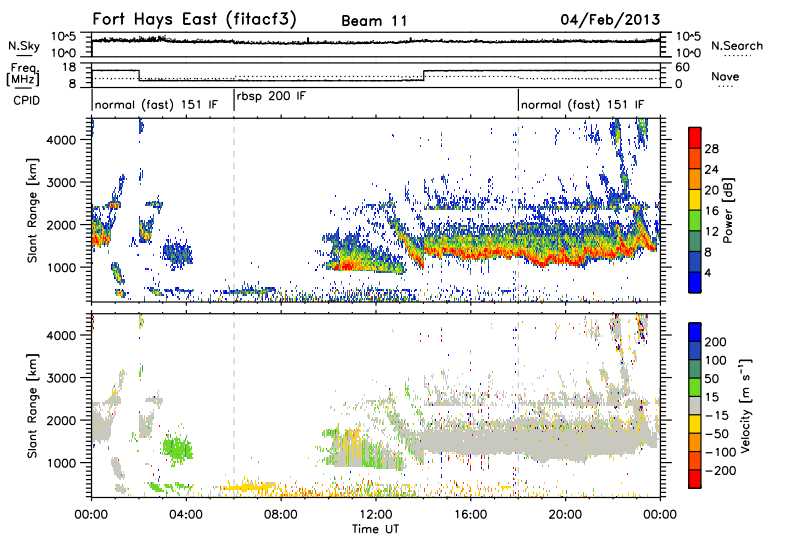 Fort Hays East (fitacf3) Beam 11 04/Feb/2013
N.Sky 10^5 10^0 10^5 10^0 N.Search
Freq. [MHz] 18 8 60 0 Nave
CPID normal (fast) 151 IF rbsp 200 IF normal (fast) 151 IF
Slant Range [km]
4000
3000
2000
1000
Power [dB]
28
24
20
16
12
8
4
Slant Range [km]
4000
3000
2000
1000
Velocity [m s⁻¹]
200
100
50
15
-15
-50
-100
-200
00:00 04:00 08:00 12:00 16:00 20:00 00:00
Time UT